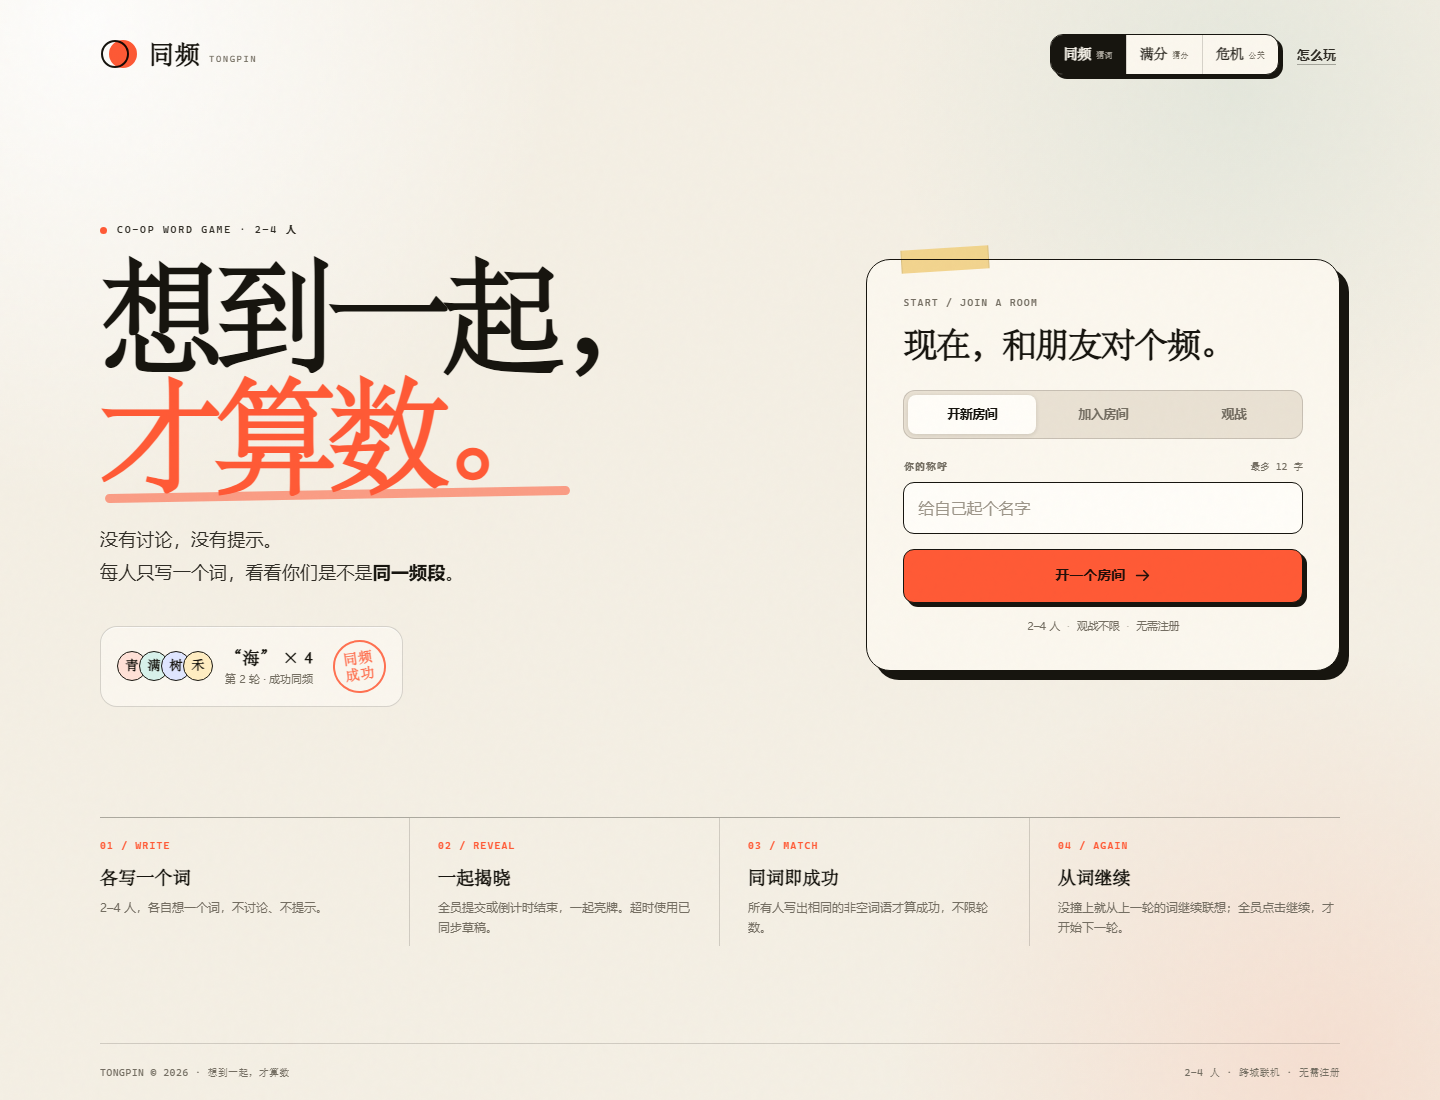 同频 TONGPIN
同频 猜词 满分 猜分 危机 公关 怎么玩
CO-OP WORD GAME · 2–4 人
想到一起，
才算数。
没有讨论，没有提示。
每人只写一个词，看看你们是不是同一频段。
青 满 树 禾
“海” × 4
第 2 轮 · 成功同频
同频
成功
START / JOIN A ROOM
现在，和朋友对个频。
开新房间 加入房间 观战
你的称呼 最多 12 字
给自己起个名字
开一个房间 →
2–4 人 · 观战不限 · 无需注册
01 / WRITE
各写一个词
2–4 人，各自想一个词，不讨论、不提示。
02 / REVEAL
一起揭晓
全员提交或倒计时结束，一起亮牌。超时使用已
同步草稿。
03 / MATCH
同词即成功
所有人写出相同的非空词语才算成功，不限轮
数。
04 / AGAIN
从词继续
没撞上就从上一轮的词继续联想；全员点击继续，才
开始下一轮。
TONGPIN © 2026 · 想到一起，才算数
2–4 人 · 跨城联机 · 无需注册